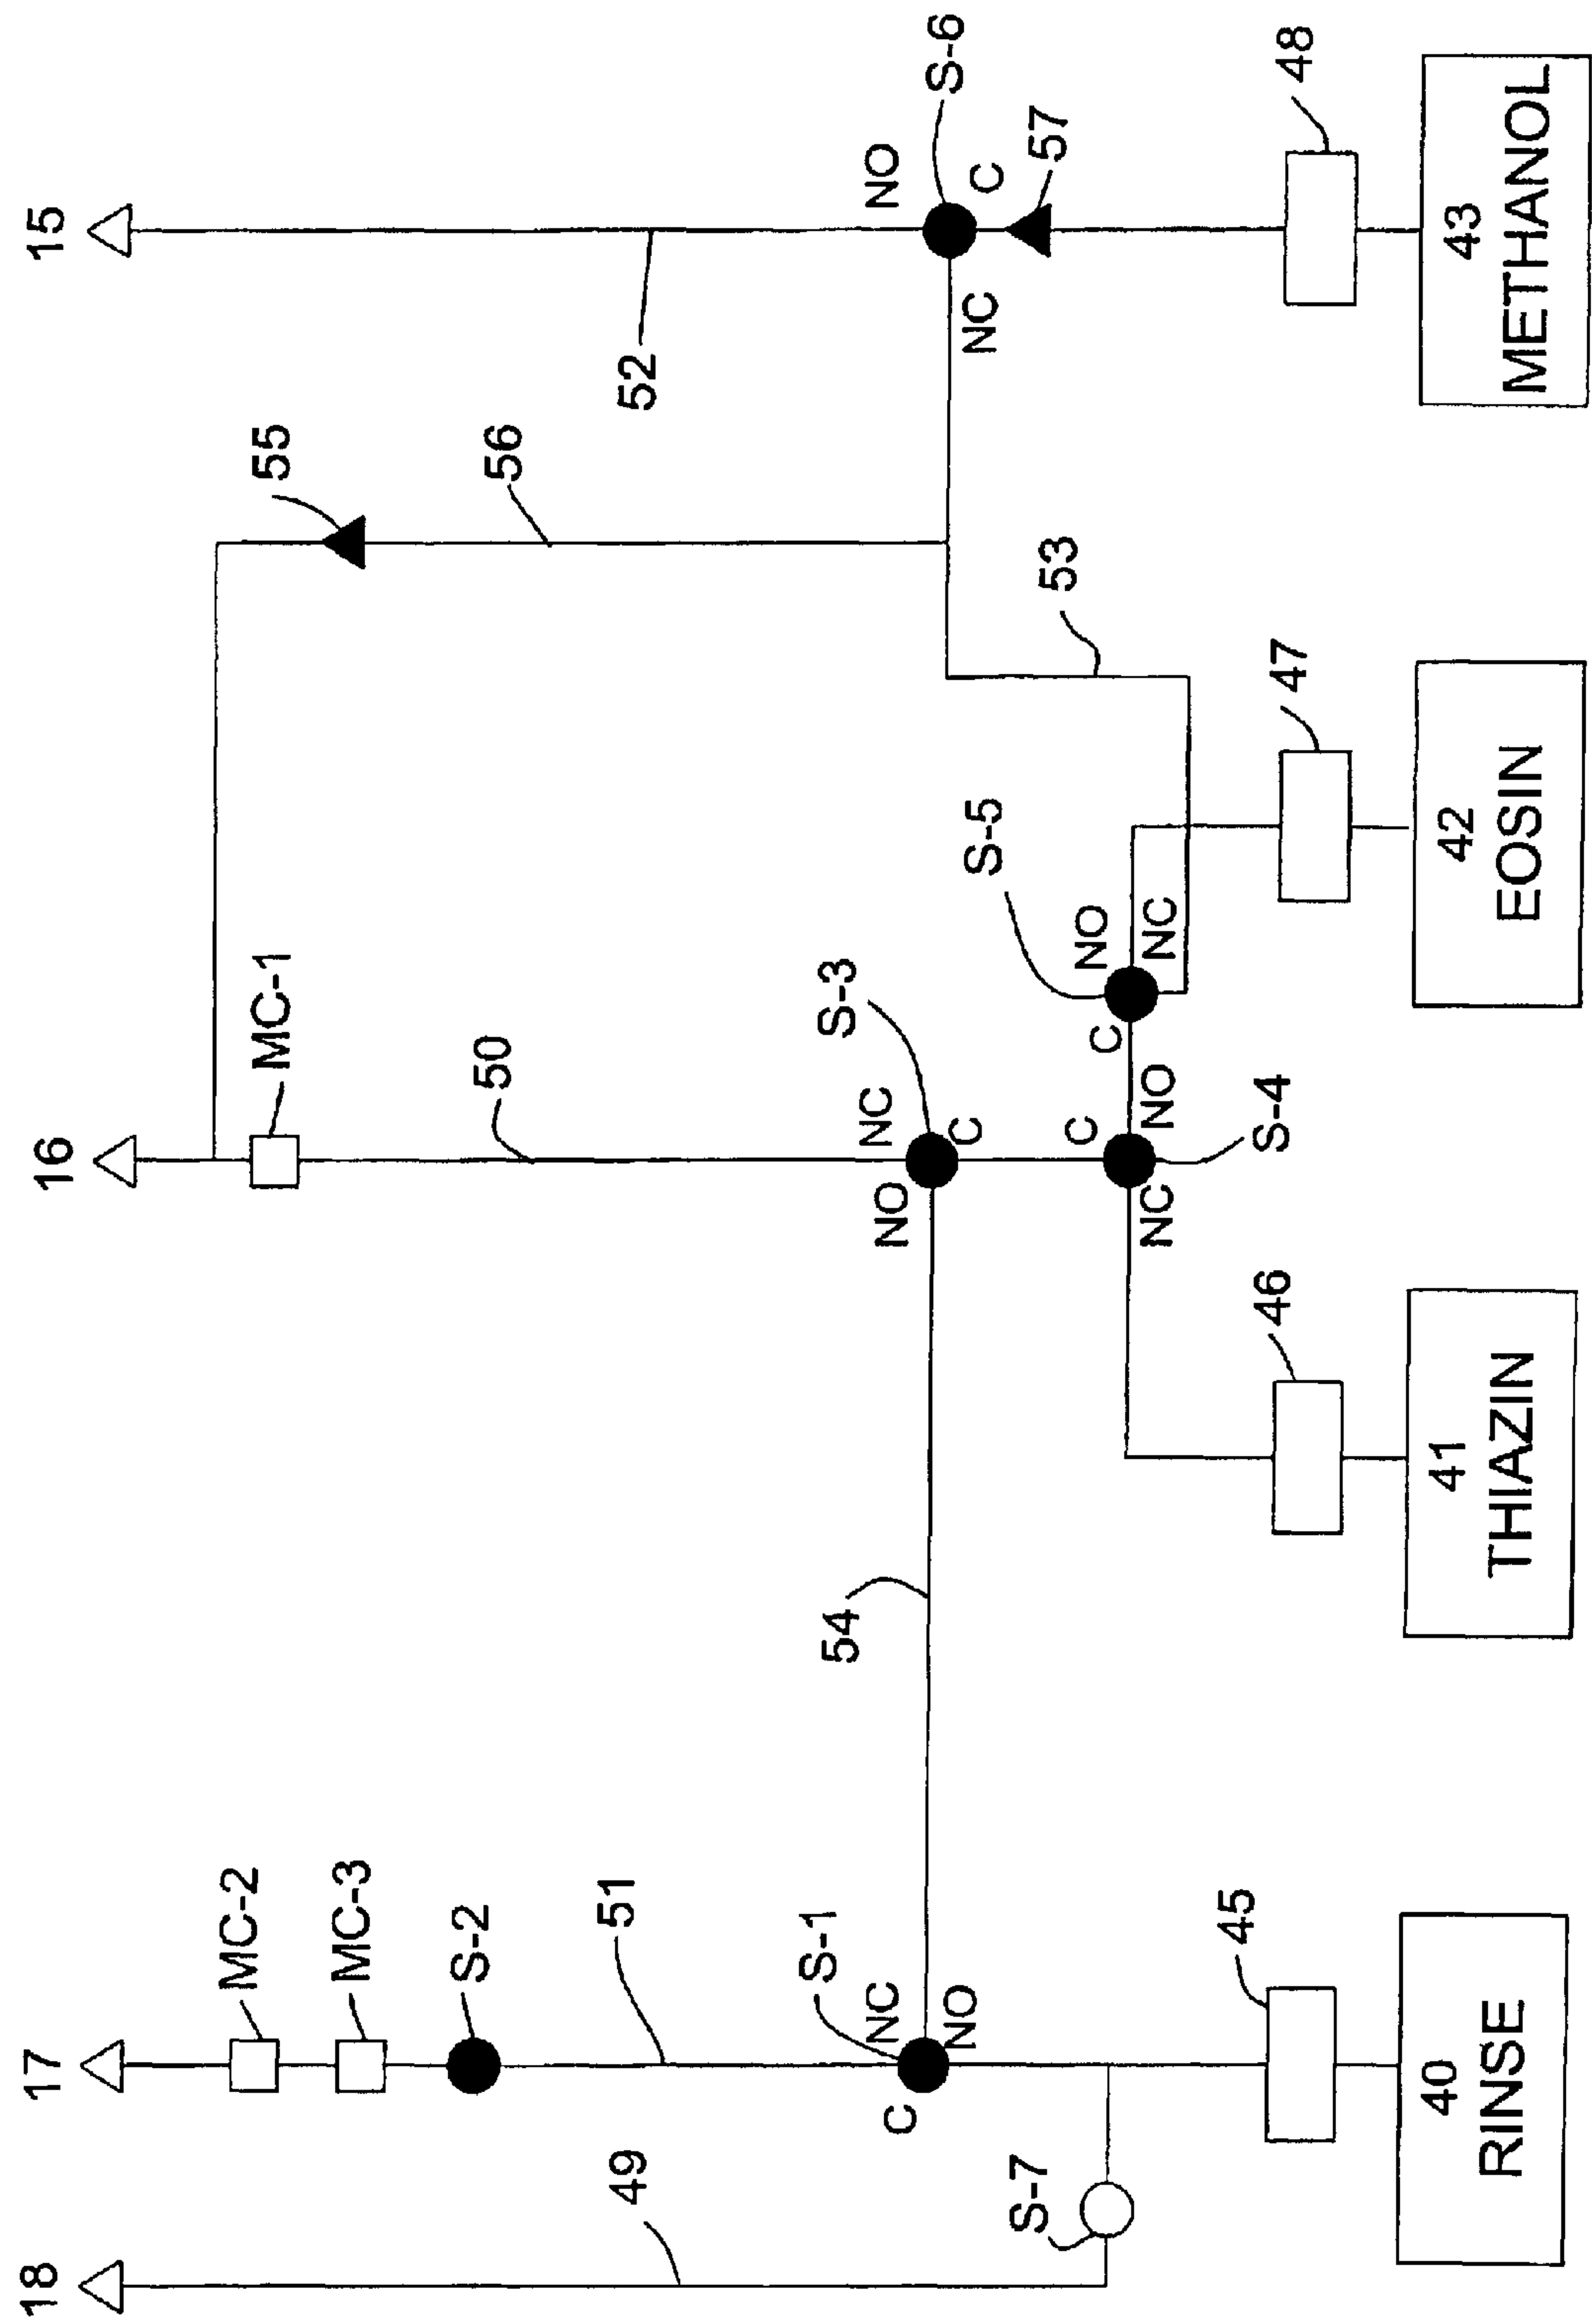 18
17
16
15
MC-2
MC-3
S-2
MC-1
55
49
51
50
56
52
S-1
C
NC
NO
54
S-3
NO
NC
C
S-6
NO
C
NC
57
S-7
S-4
C
NO
NC
S-5
NO
NC
C
53
45
46
47
48
40
RINSE
41
THIAZIN
42
EOSIN
43
METHANOL